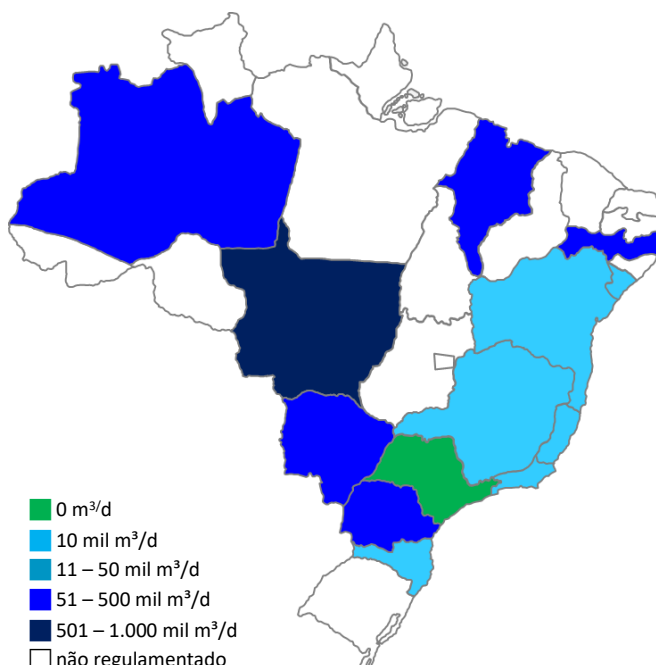 0 m³/d
10 mil m³/d
11 – 50 mil m³/d
51 – 500 mil m³/d
501 – 1.000 mil m³/d
não regulamentado